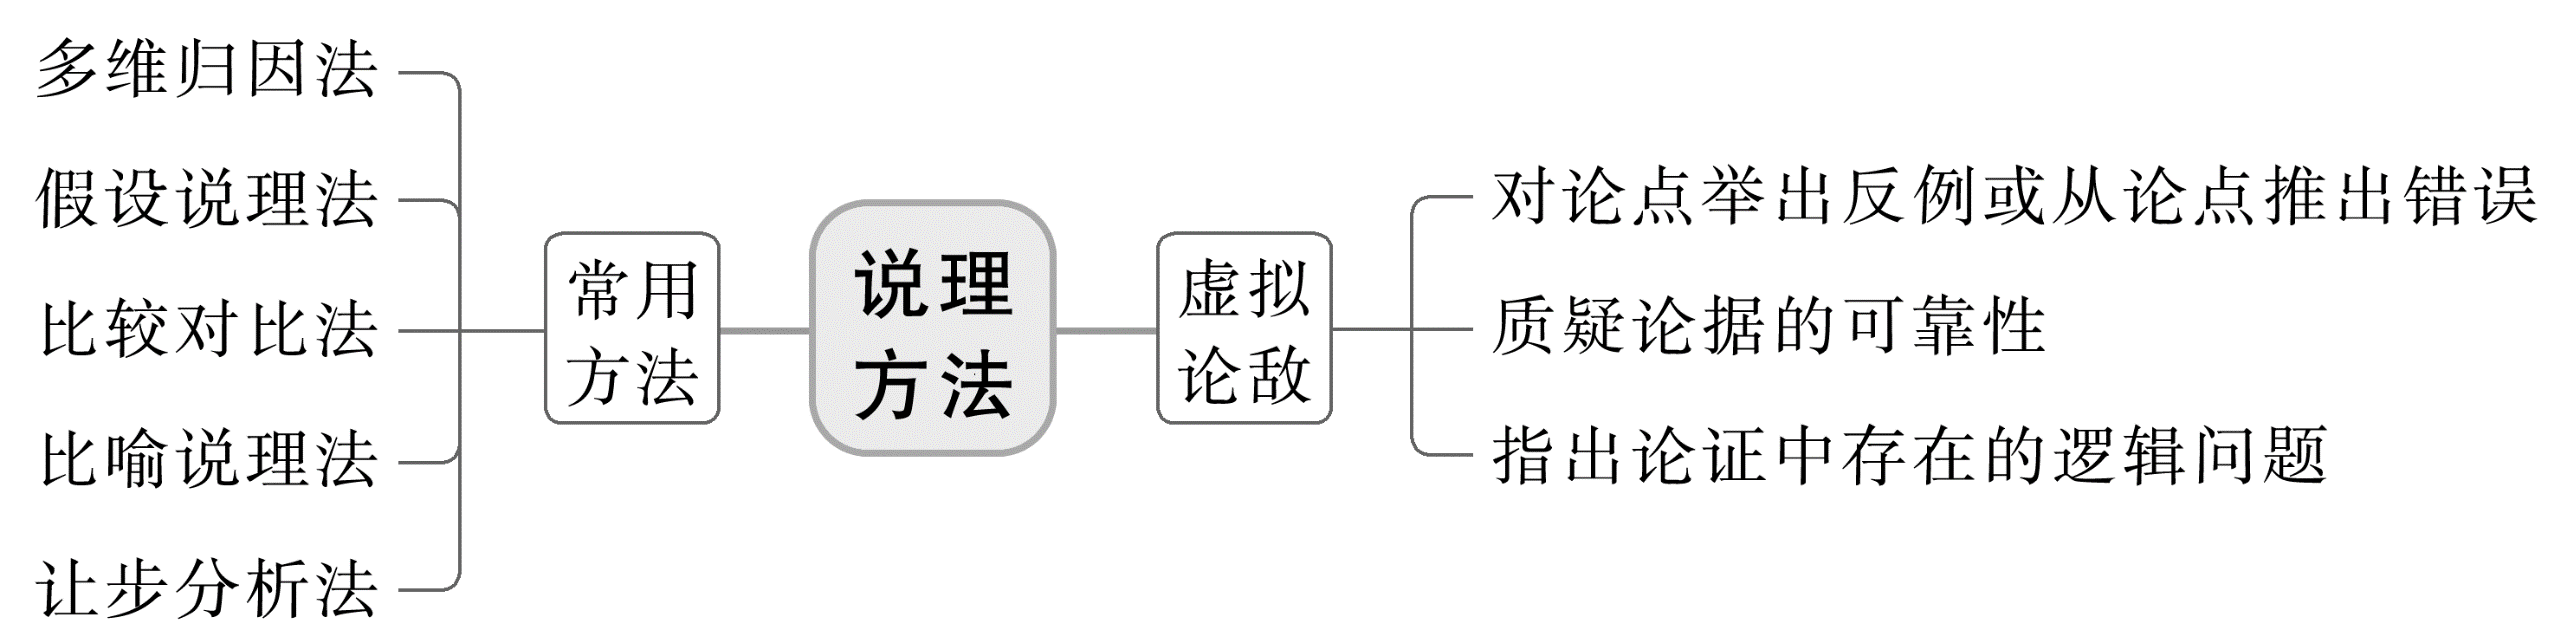 多维归因法
假设说理法
比较对比法
比喻说理法
让步分析法
常用
方法
说理
方法
虚拟
论敌
对论点举出反例或从论点推出错误
质疑论据的可靠性
指出论证中存在的逻辑问题